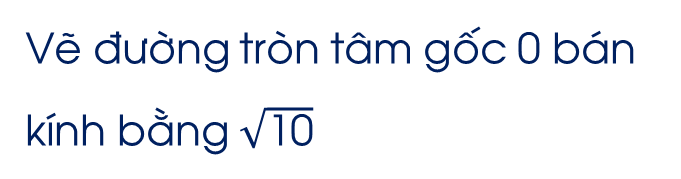 Vẽ đường tròn tâm gốc 0 bán
kính bằng √10